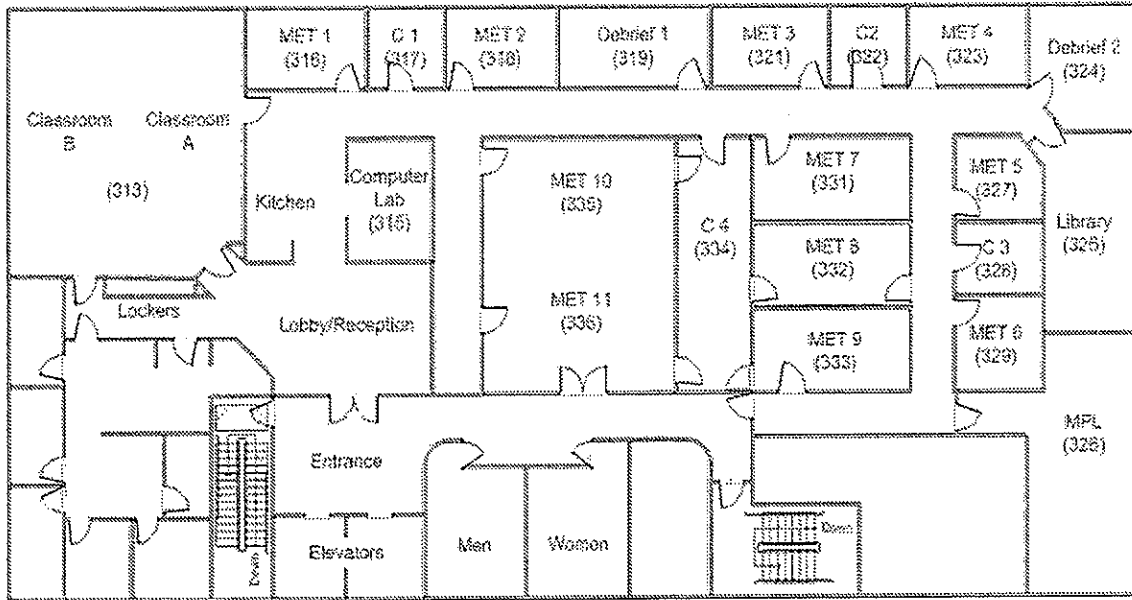 MET 1
(316)
C 1
(317)
MET 2
(318)
Debrief 1
(319)
MET 3
(321)
C2
(322)
MET 4
(323)
Debrief 2
(324)
Classroom
B
Classroom
A
(313)
Kitchen
Computer
Lab
(315)
MET 10
(335)
C 4
(334)
MET 7
(331)
MET 5
(327)
Library
(325)
MET 8
(332)
C 3
(328)
Lockers
Lobby/Reception
MET 11
(336)
MET 9
(333)
MET 6
(329)
MPL
(326)
Entrance
Elevators
Men
Women
Down
Down